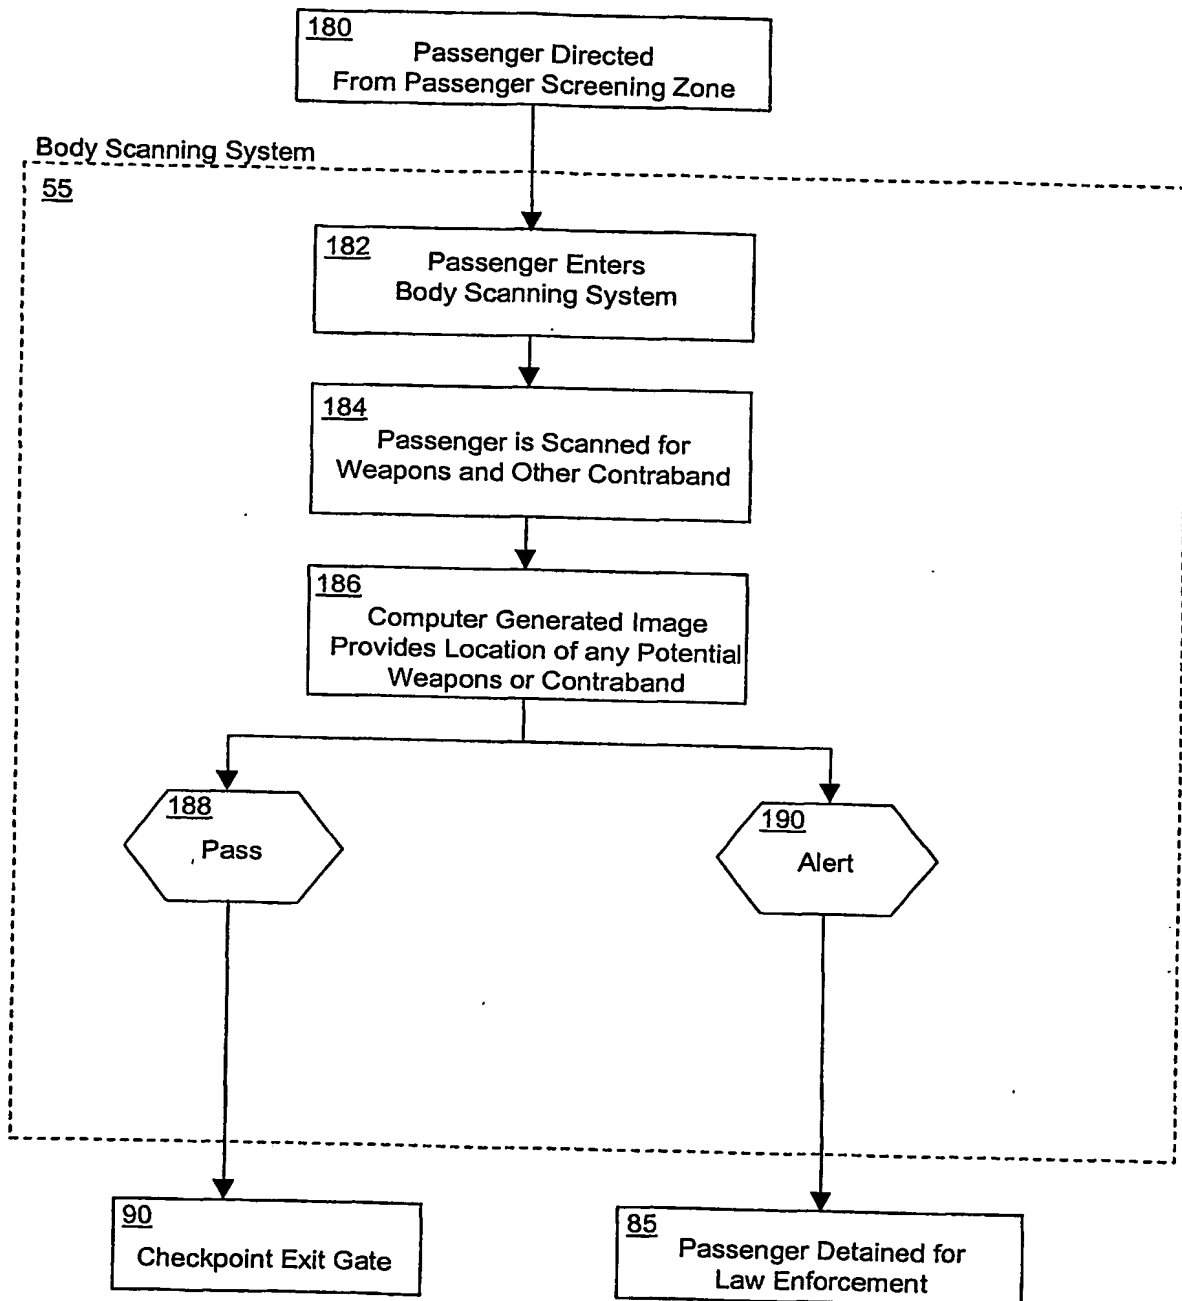 180
Passenger Directed
From Passenger Screening Zone
Body Scanning System
55
182
Passenger Enters
Body Scanning System
184
Passenger is Scanned for
Weapons and Other Contraband
186
Computer Generated Image
Provides Location of any Potential
Weapons or Contraband
188
Pass
190
Alert
90
Checkpoint Exit Gate
85
Passenger Detained for
Law Enforcement